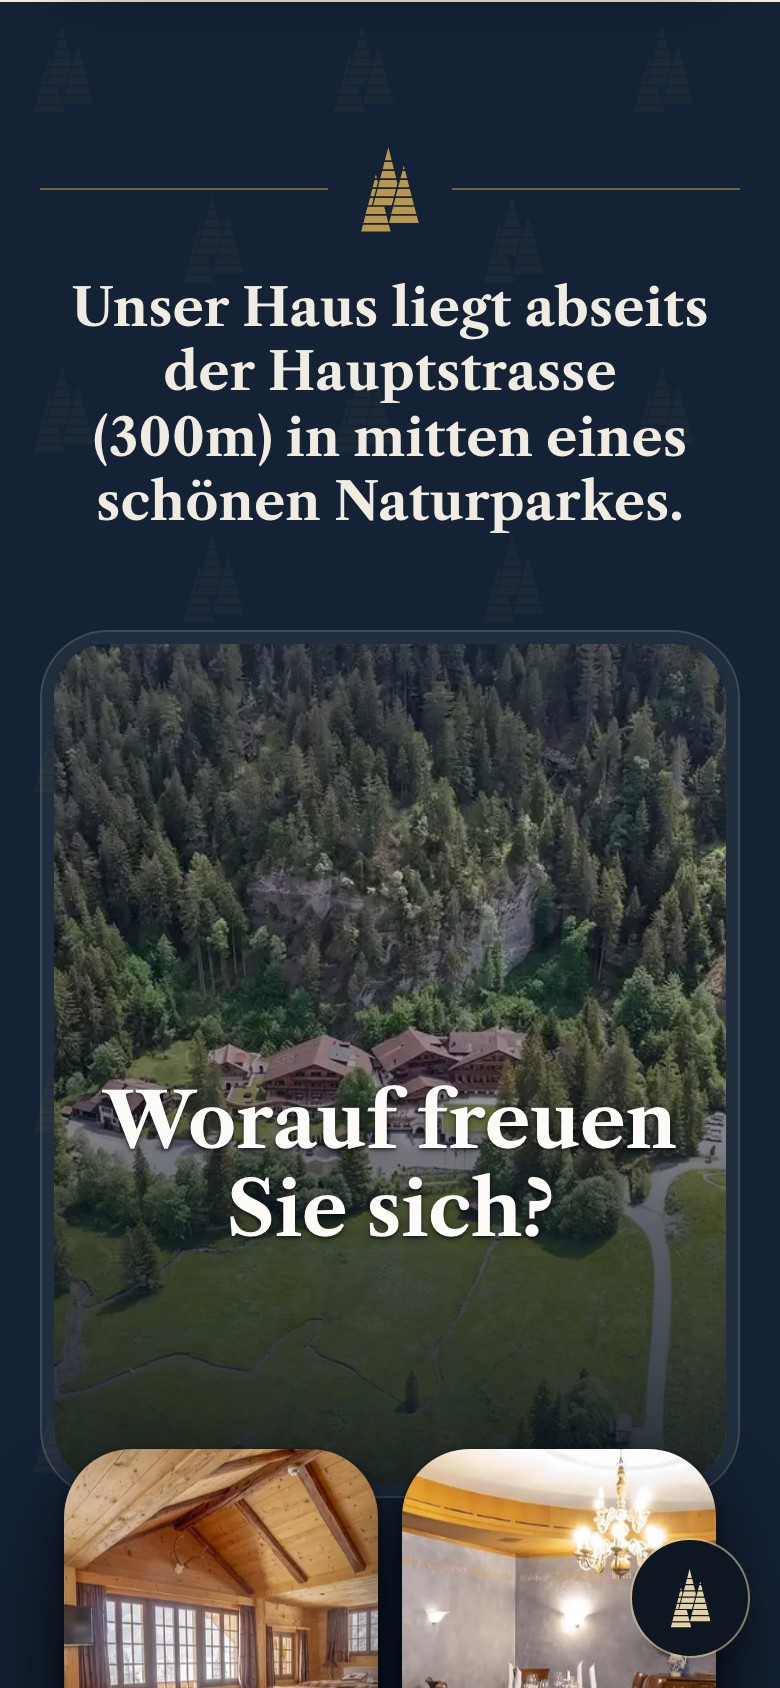 Unser Haus liegt abseits
der Hauptstrasse
(300m) in mitten eines
schönen Naturparkes.
Worauf freuen
Sie sich?